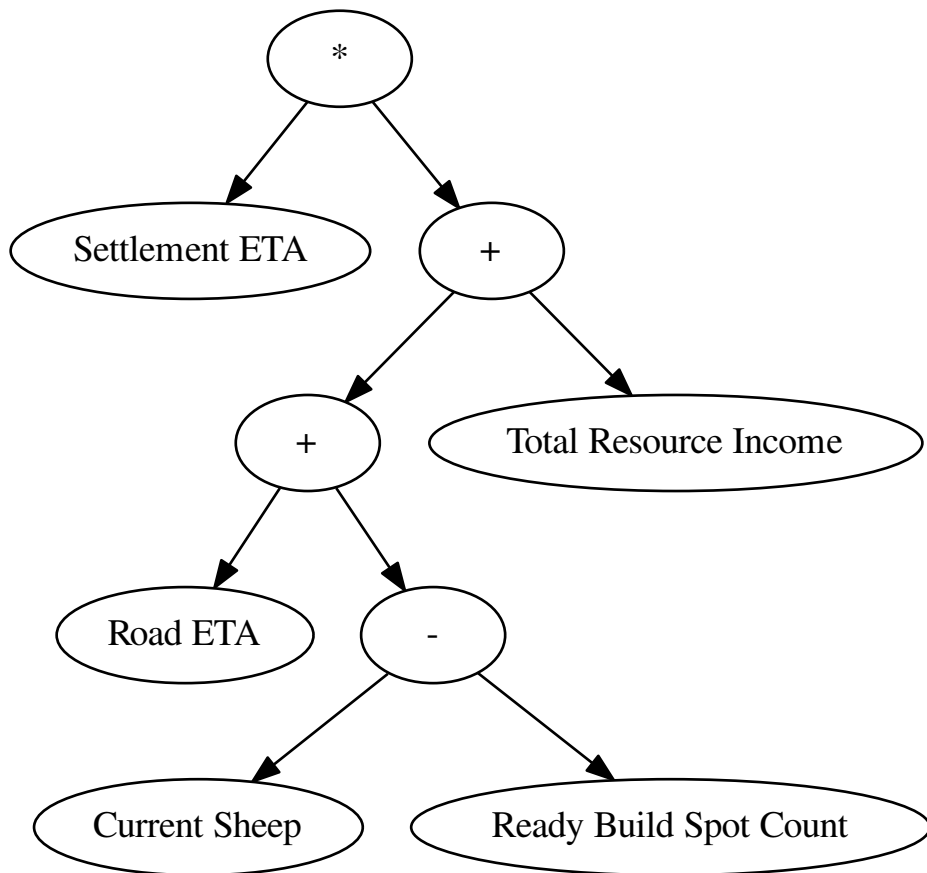 *
Settlement ETA
+
+
Total Resource Income
Road ETA
-
Current Sheep
Ready Build Spot Count